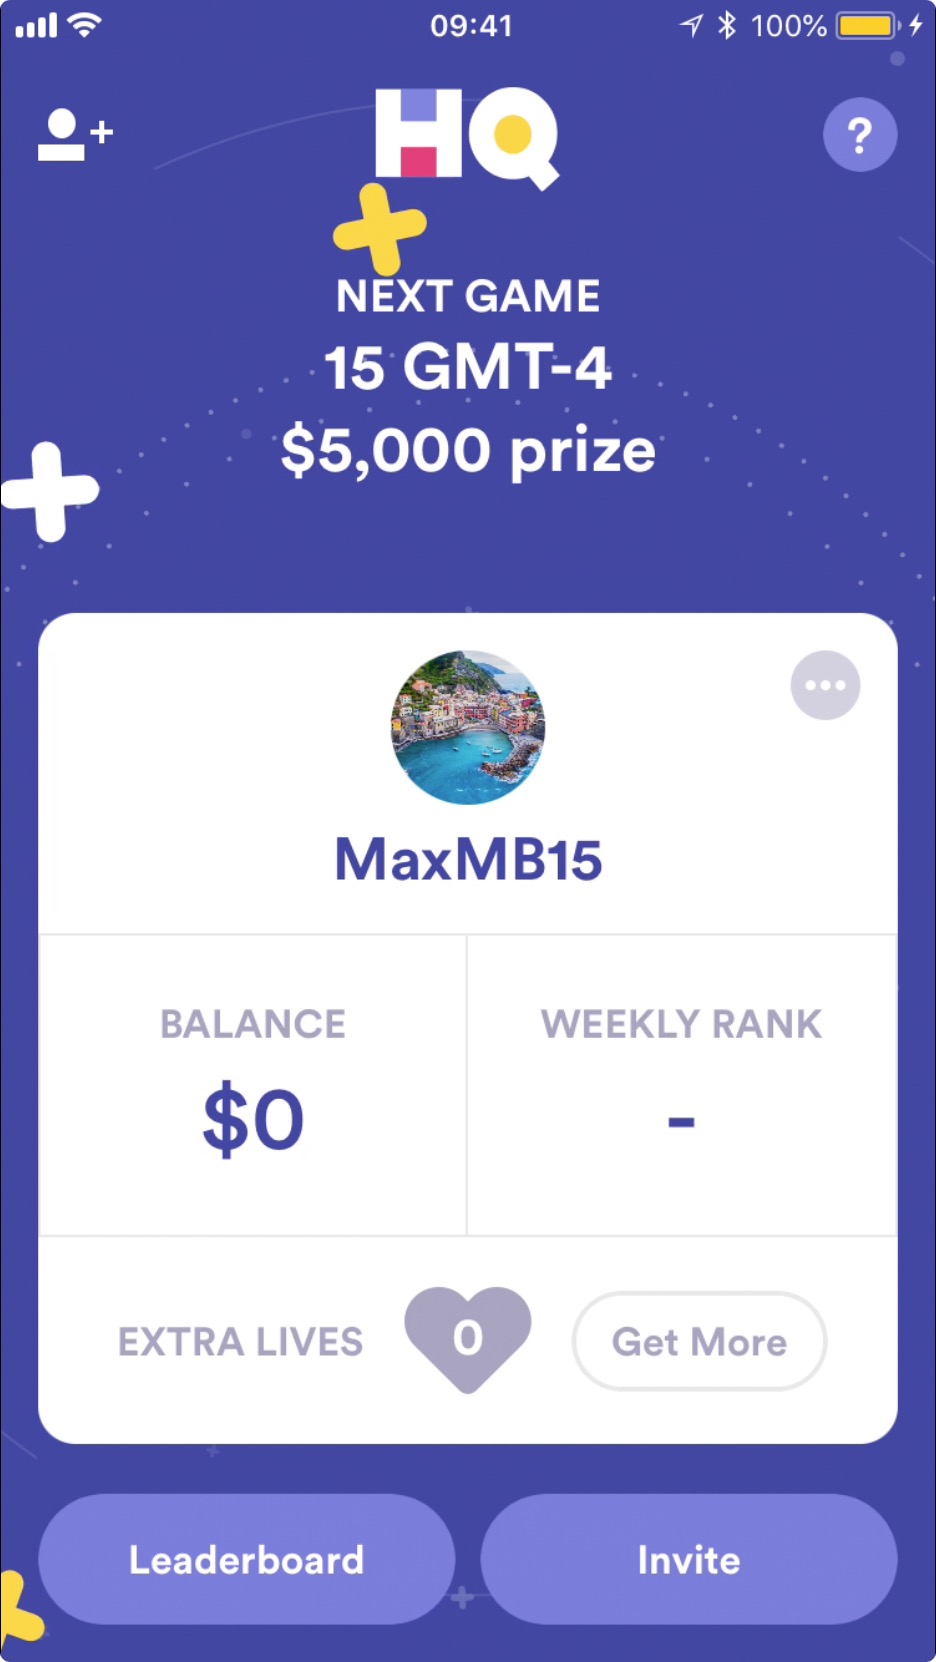 09:41
100%
HQ
?
NEXT GAME
15 GMT-4
$5,000 prize
MaxMB15
BALANCE
WEEKLY RANK
$0
-
EXTRA LIVES
0
Get More
Leaderboard
Invite